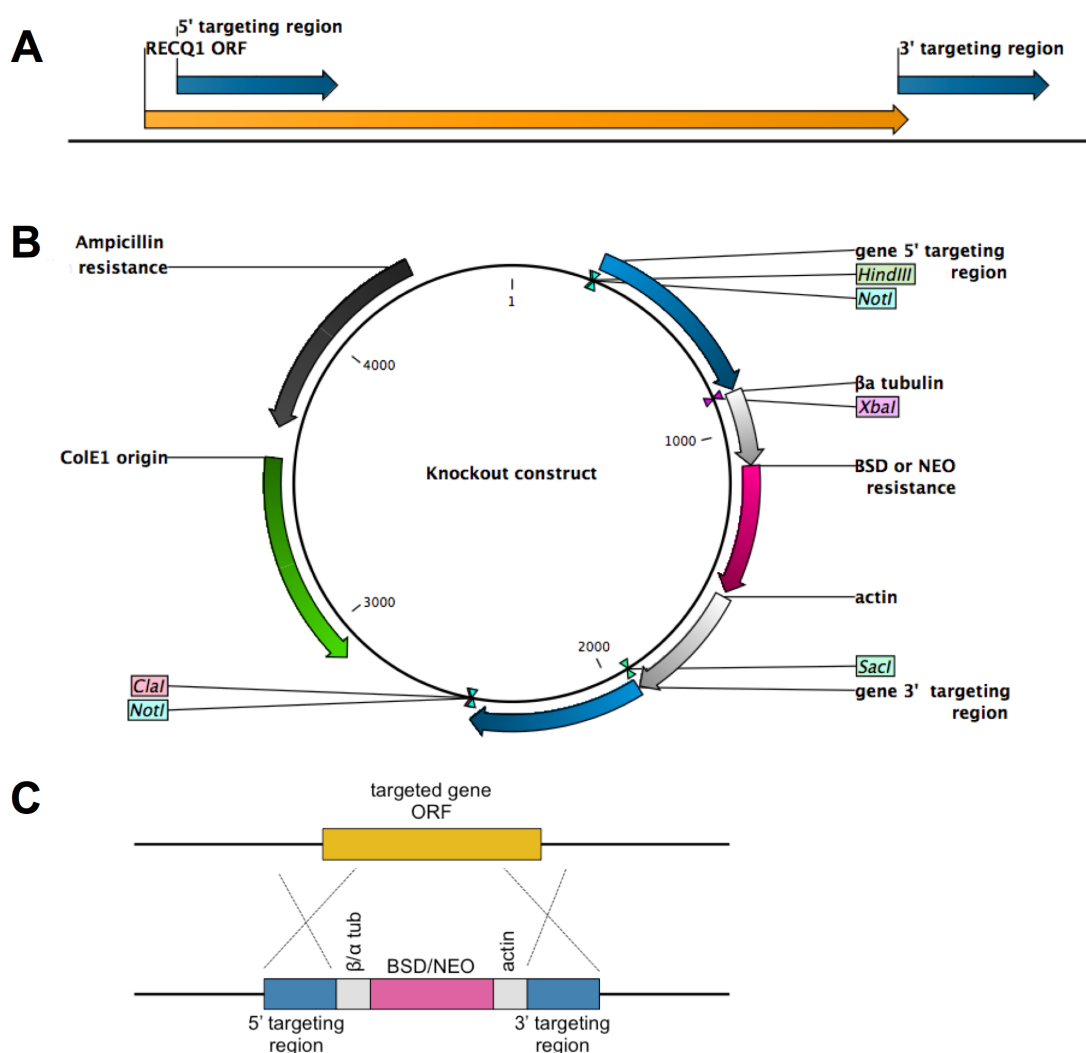 A
5' targeting region
RECQ1 ORF
3' targeting region
B
Ampicillin
resistance
gene 5' targeting
region
HindIII
NotI
1
4000
βa tubulin
XbaI
1000
ColE1 origin
Knockout construct
BSD or NEO
resistance
actin
3000
2000
SacI
ClaI
NotI
gene 3' targeting
region
C
targeted gene
ORF
β/α tub
BSD/NEO
actin
5' targeting
region
3' targeting
region